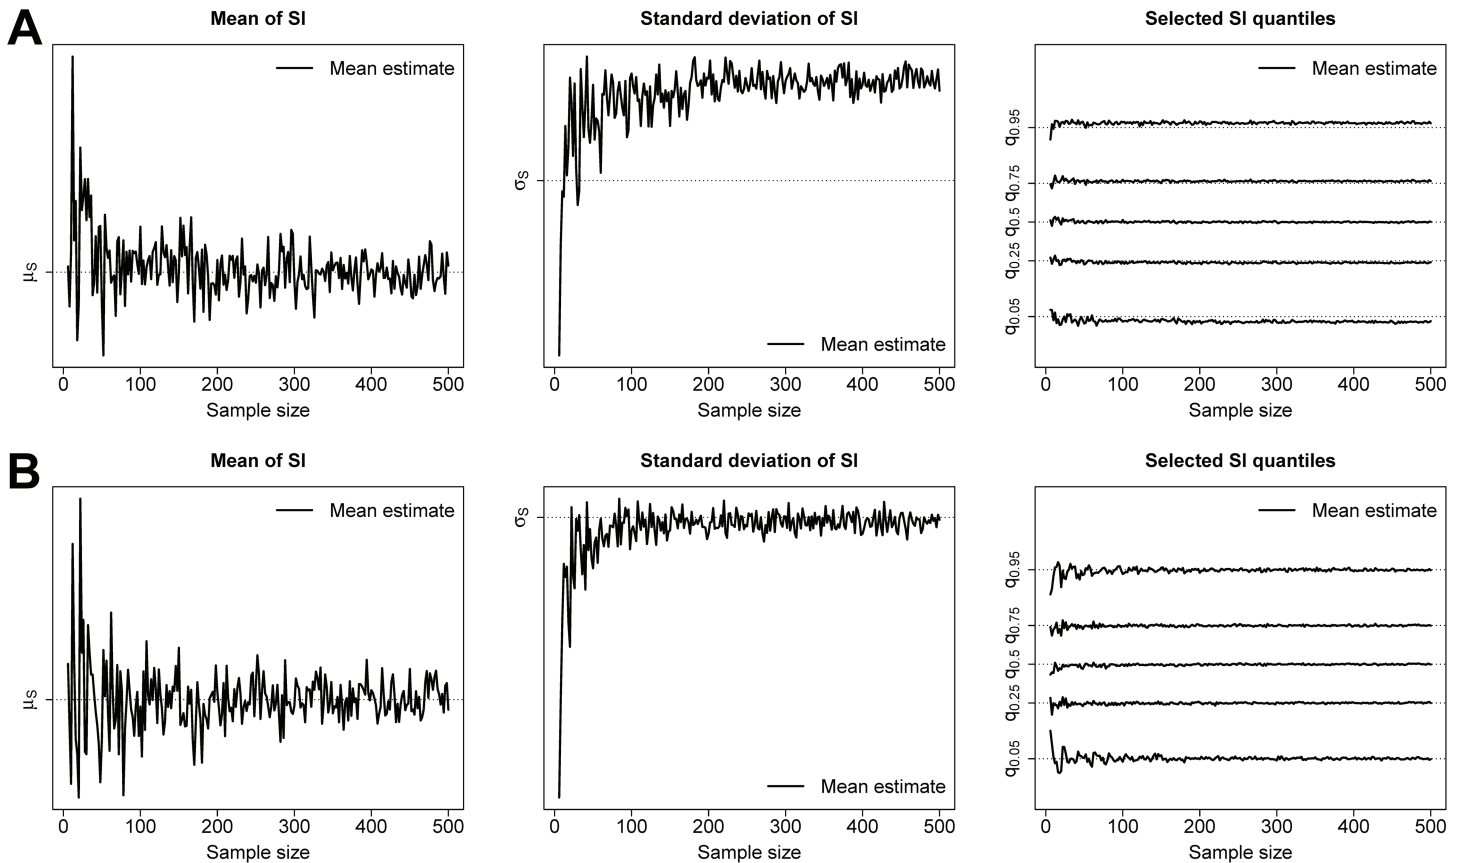 A
Mean of SI
Standard deviation of SI
Selected SI quantiles
Mean estimate
μS
0 100 200 300 400 500
Sample size
σS
Mean estimate
0 100 200 300 400 500
Sample size
Mean estimate
q0.95
q0.75
q0.5
q0.25
q0.05
0 100 200 300 400 500
Sample size
B
Mean of SI
Standard deviation of SI
Selected SI quantiles
Mean estimate
μS
0 100 200 300 400 500
Sample size
σS
Mean estimate
0 100 200 300 400 500
Sample size
Mean estimate
q0.95
q0.75
q0.5
q0.25
q0.05
0 100 200 300 400 500
Sample size